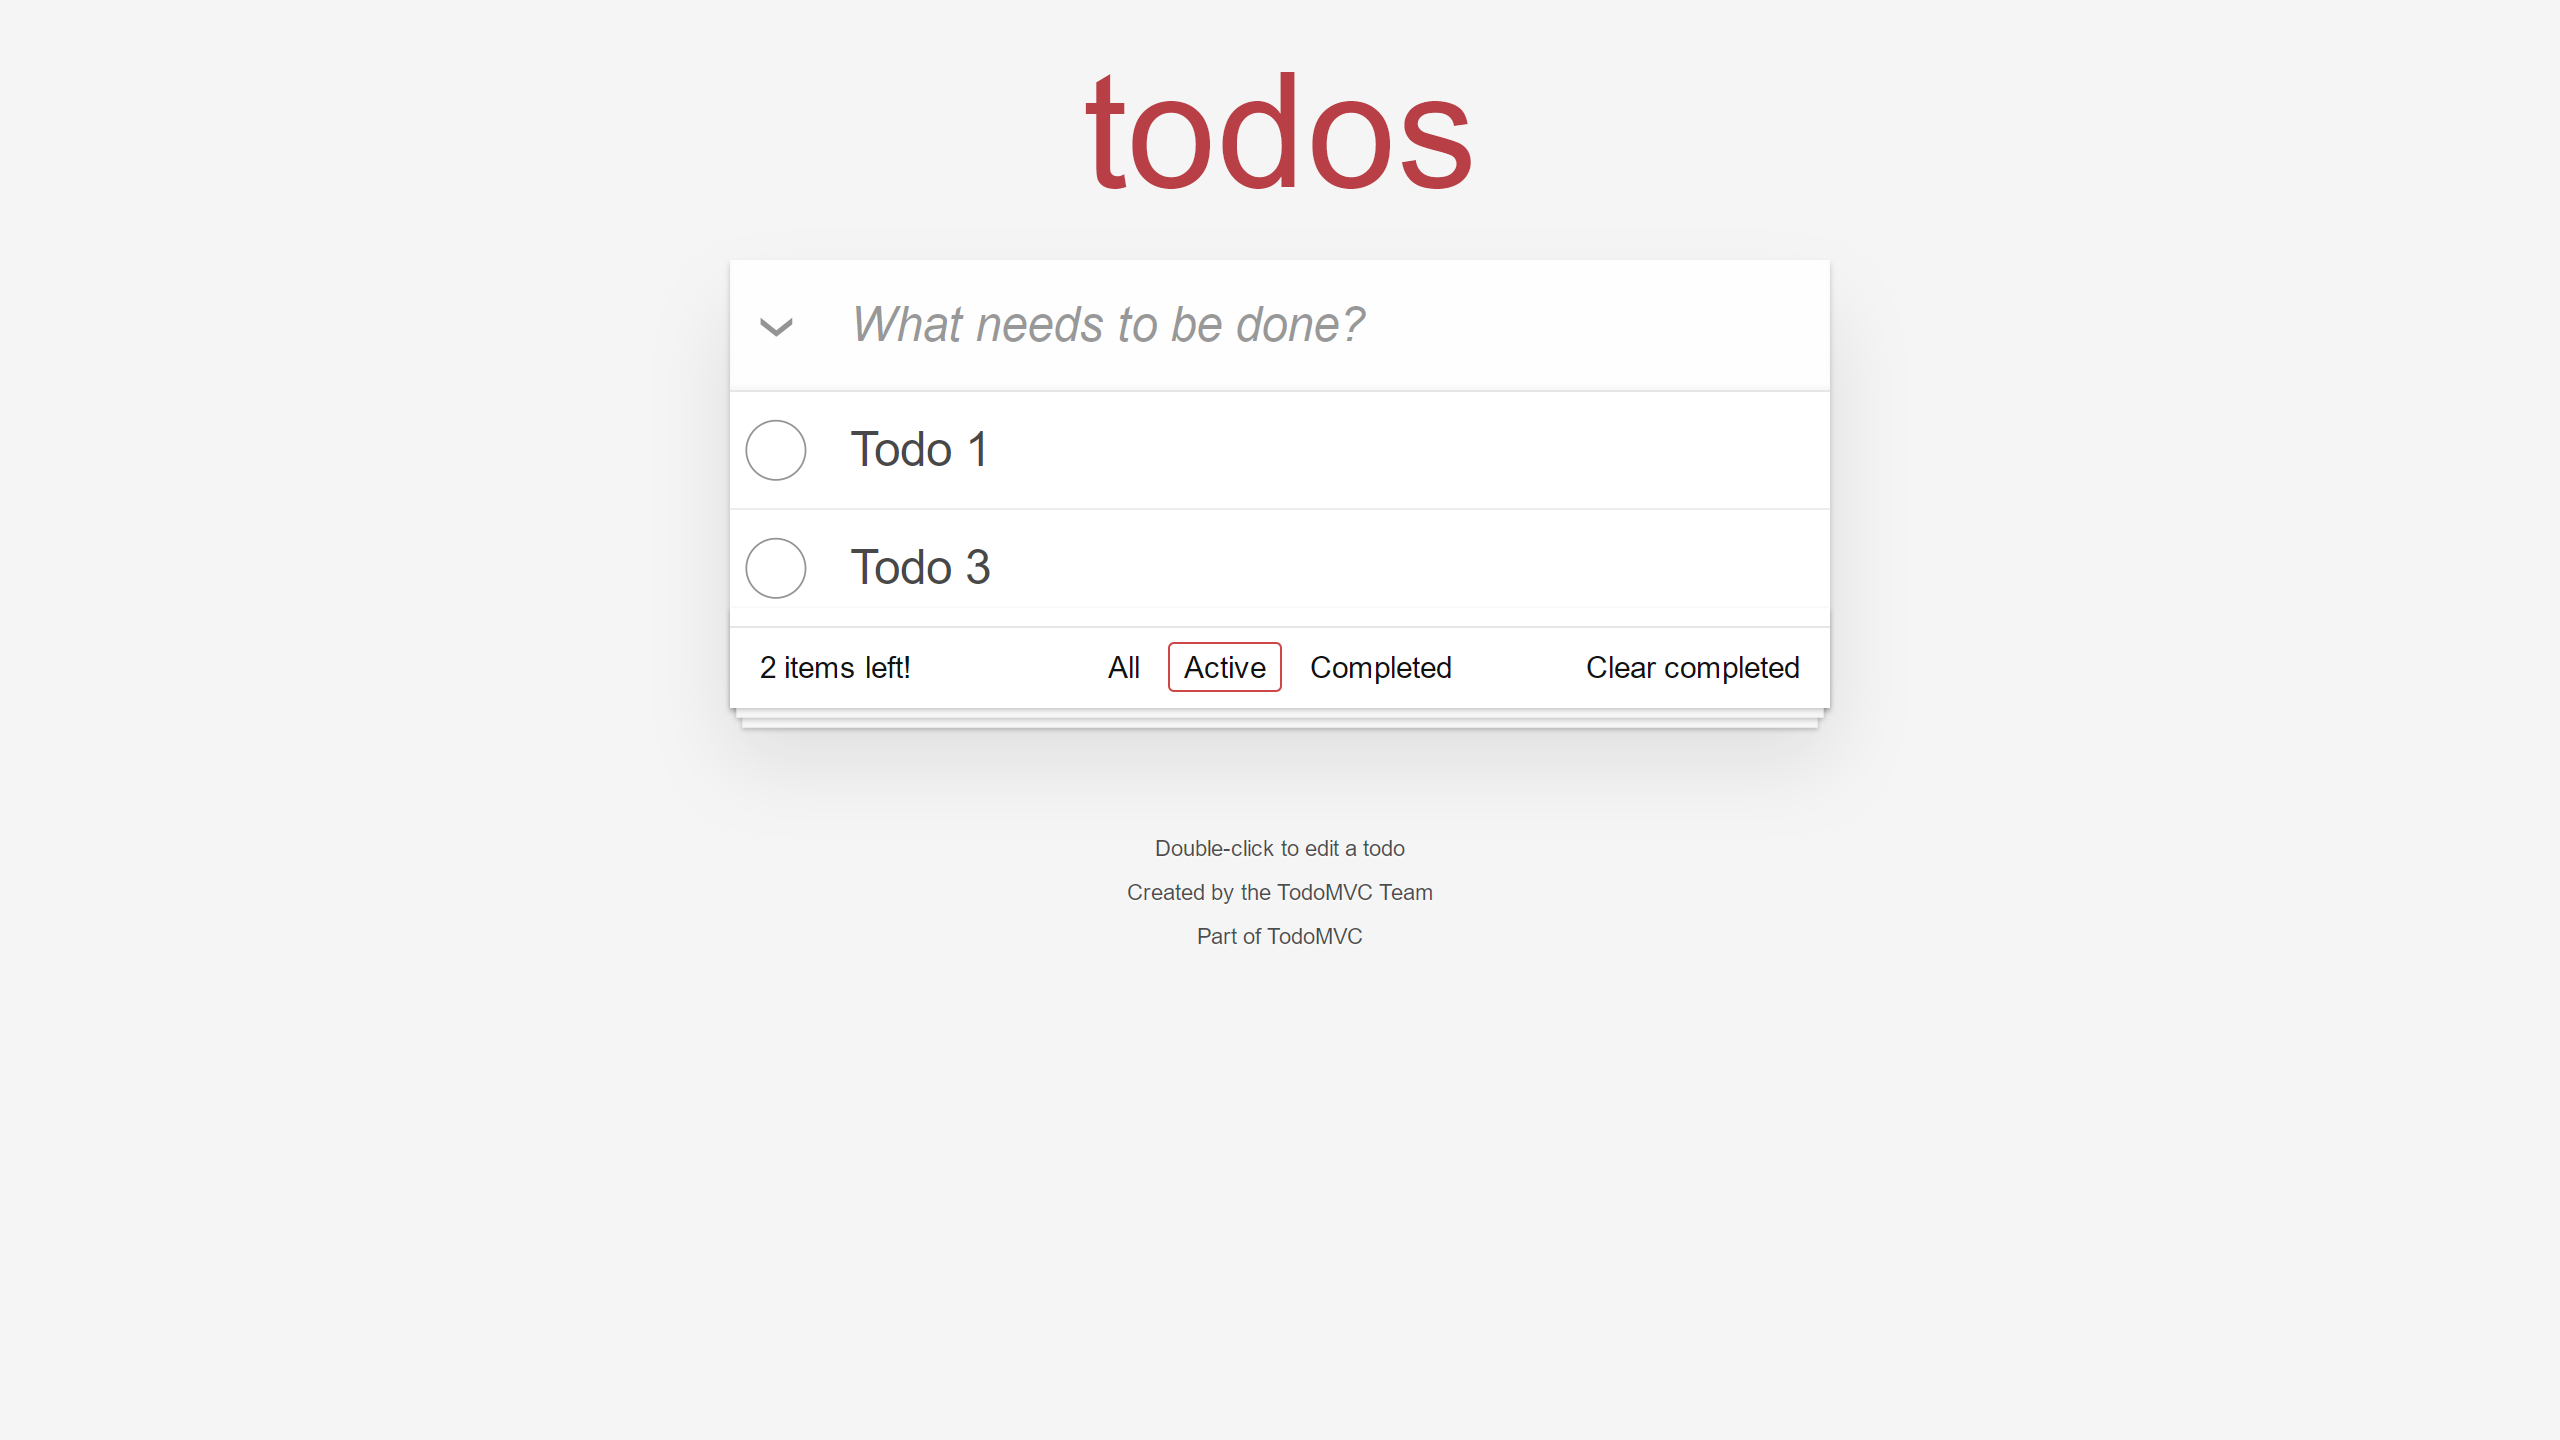 todos
What needs to be done?
Todo 1
Todo 3
2 items left!
All
Active
Completed
Clear completed
Double-click to edit a todo
Created by the TodoMVC Team
Part of TodoMVC